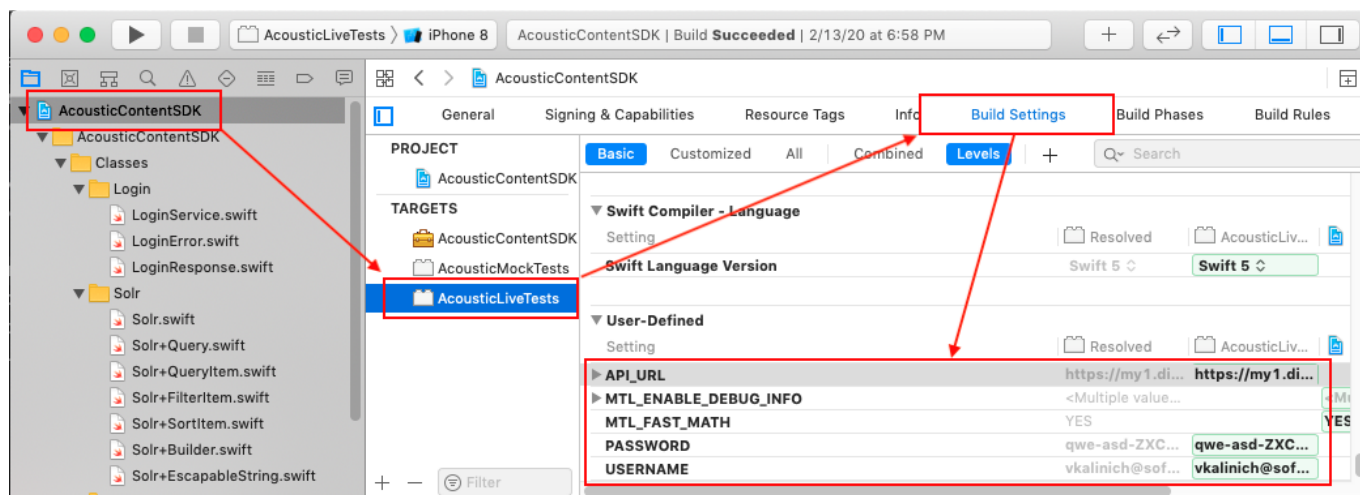 AcousticLiveTests 〉 iPhone 8
AcousticContentSDK | Build Succeeded | 2/13/20 at 6:58 PM
AcousticContentSDK
AcousticContentSDK
Classes
Login
LoginService.swift
LoginError.swift
LoginResponse.swift
Solr
Solr.swift
Solr+Query.swift
Solr+QueryItem.swift
Solr+FilterItem.swift
Solr+SortItem.swift
Solr+Builder.swift
Solr+EscapableString.swift
AcousticContentSDK
General Signing & Capabilities Resource Tags Info Build Settings Build Phases Build Rules
PROJECT
AcousticContentSDK
TARGETS
AcousticContentSDK
AcousticMockTests
AcousticLiveTests
Filter
Basic Customized All Combined Levels + Search
Swift Compiler - Language
Setting Resolved AcousticLiv...
Swift Language Version Swift 5 Swift 5
User-Defined
Setting Resolved AcousticLiv...
API_URL https://my1.di... https://my1.di...
MTL_ENABLE_DEBUG_INFO <Multiple value...
MTL_FAST_MATH YES YES
PASSWORD qwe-asd-ZXC... qwe-asd-ZXC...
USERNAME vkalinich@sof... vkalinich@sof...